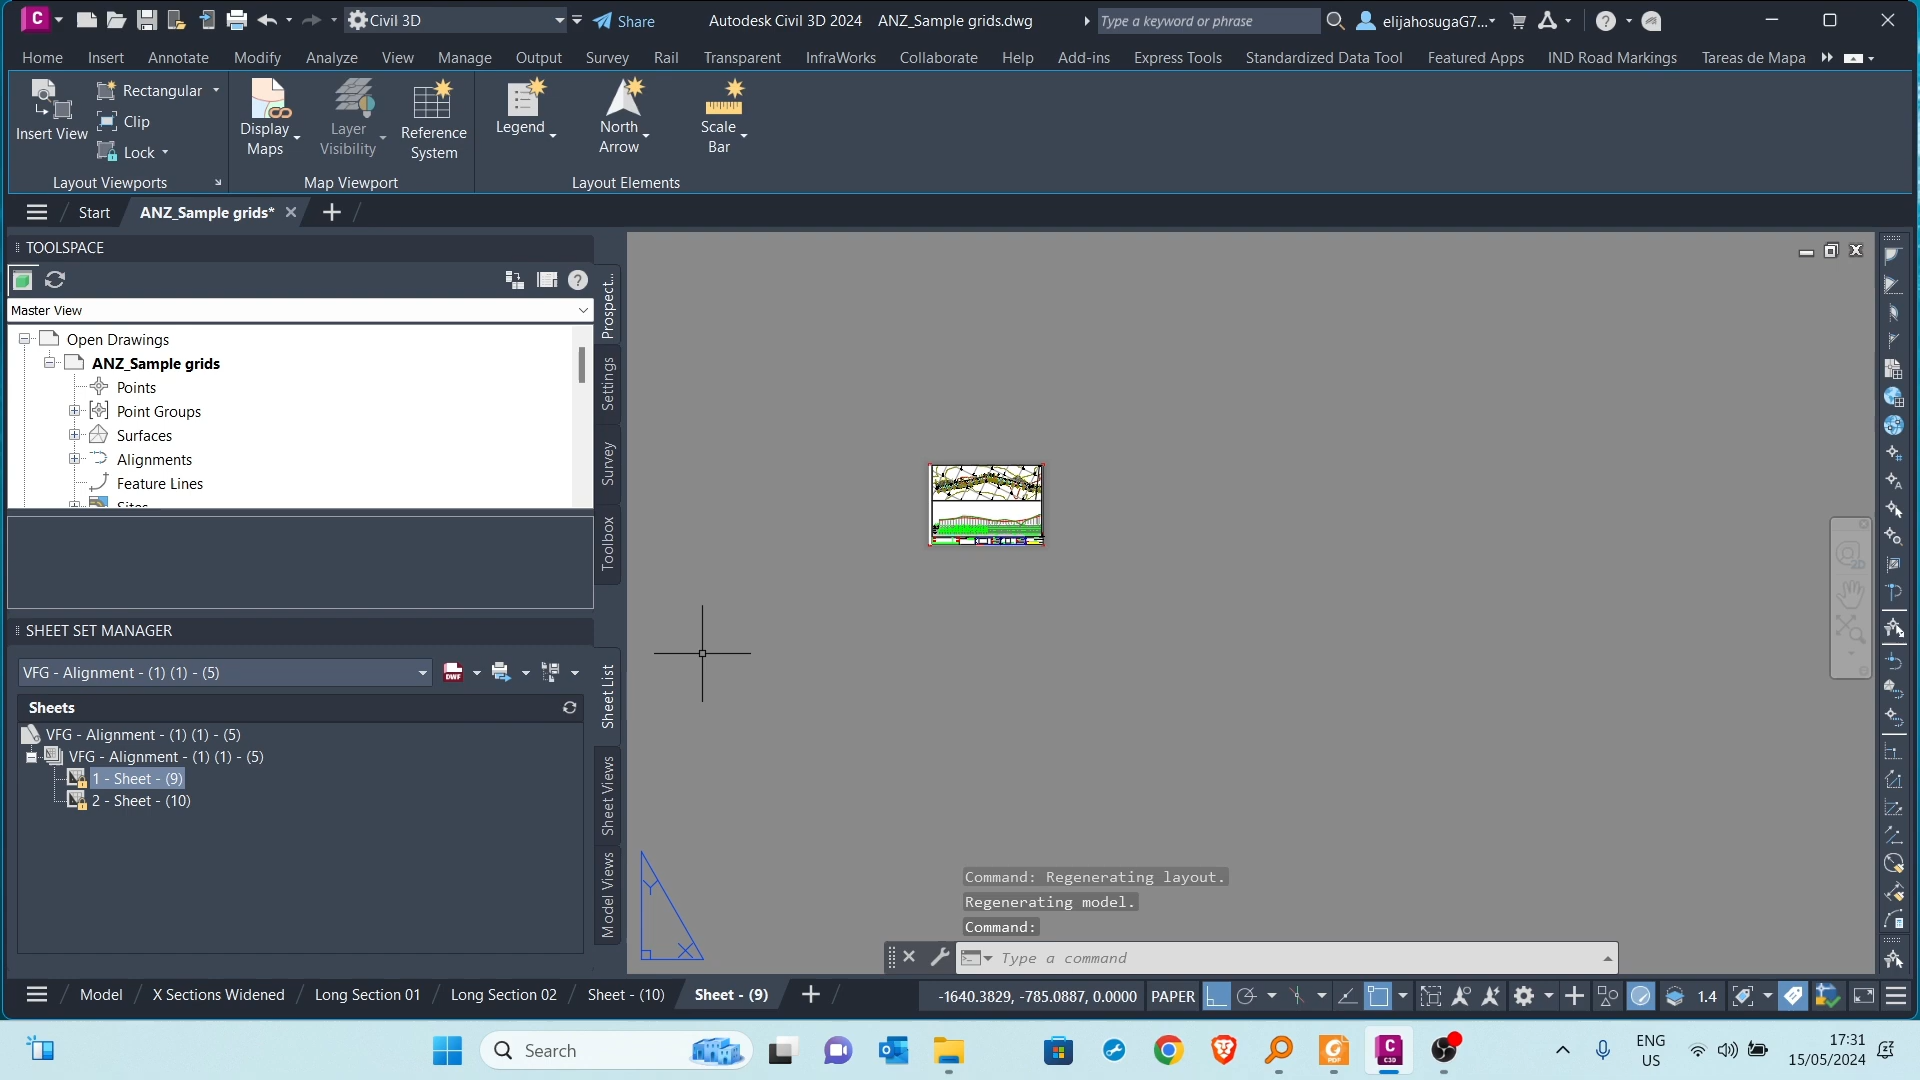 C
Civil 3D
Share
Autodesk Civil 3D 2024 ANZ_Sample grids.dwg
Type a keyword or phrase
elijahosugaG7...
Home Insert Annotate Modify Analyze View Manage Output Survey Rail Transparent InfraWorks Collaborate Help Add-ins Express Tools Standardized Data Tool Featured Apps IND Road Markings Tareas de Mapa
Insert View
Rectangular
Clip
Lock
Layout Viewports
Display
Maps
Layer
Visibility
Reference
System
Map Viewport
Legend
North
Arrow
Scale
Bar
Layout Elements
Start
ANZ_Sample grids*
TOOLSPACE
Master View
Open Drawings
ANZ_Sample grids
Points
Point Groups
Surfaces
Alignments
Feature Lines
Sites
Prospect...
Settings
Survey
Toolbox
SHEET SET MANAGER
VFG - Alignment - (1) (1) - (5)
DWF
Sheets
VFG - Alignment - (1) (1) - (5)
VFG - Alignment - (1) (1) - (5)
1 - Sheet - (9)
2 - Sheet - (10)
Sheet List
Sheet Views
Model Views
Y
X
2D
Command: Regenerating layout.
Regenerating model.
Command:
Type a command
Model
X Sections Widened
Long Section 01
Long Section 02
Sheet - (10)
Sheet - (9)
-1640.3829, -785.0887, 0.0000
PAPER
1.4
Search
PDF
C
C3D
ENG
US
17:31
15/05/2024